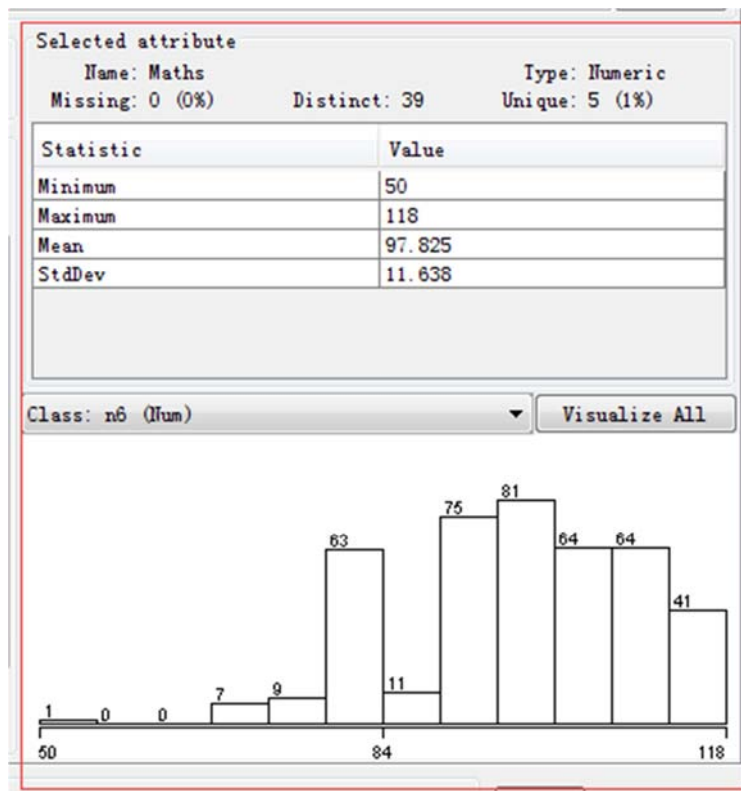 Selected attribute
Name: Maths Type: Numeric
Missing: 0 (0%) Distinct: 39 Unique: 5 (1%)
Statistic Value
Minimum 50
Maximum 118
Mean 97.825
StdDev 11.638
Class: n6 (Num) Visualize All
81
75
63 64 64
41
7 9 11
1 0 0
50 84 118